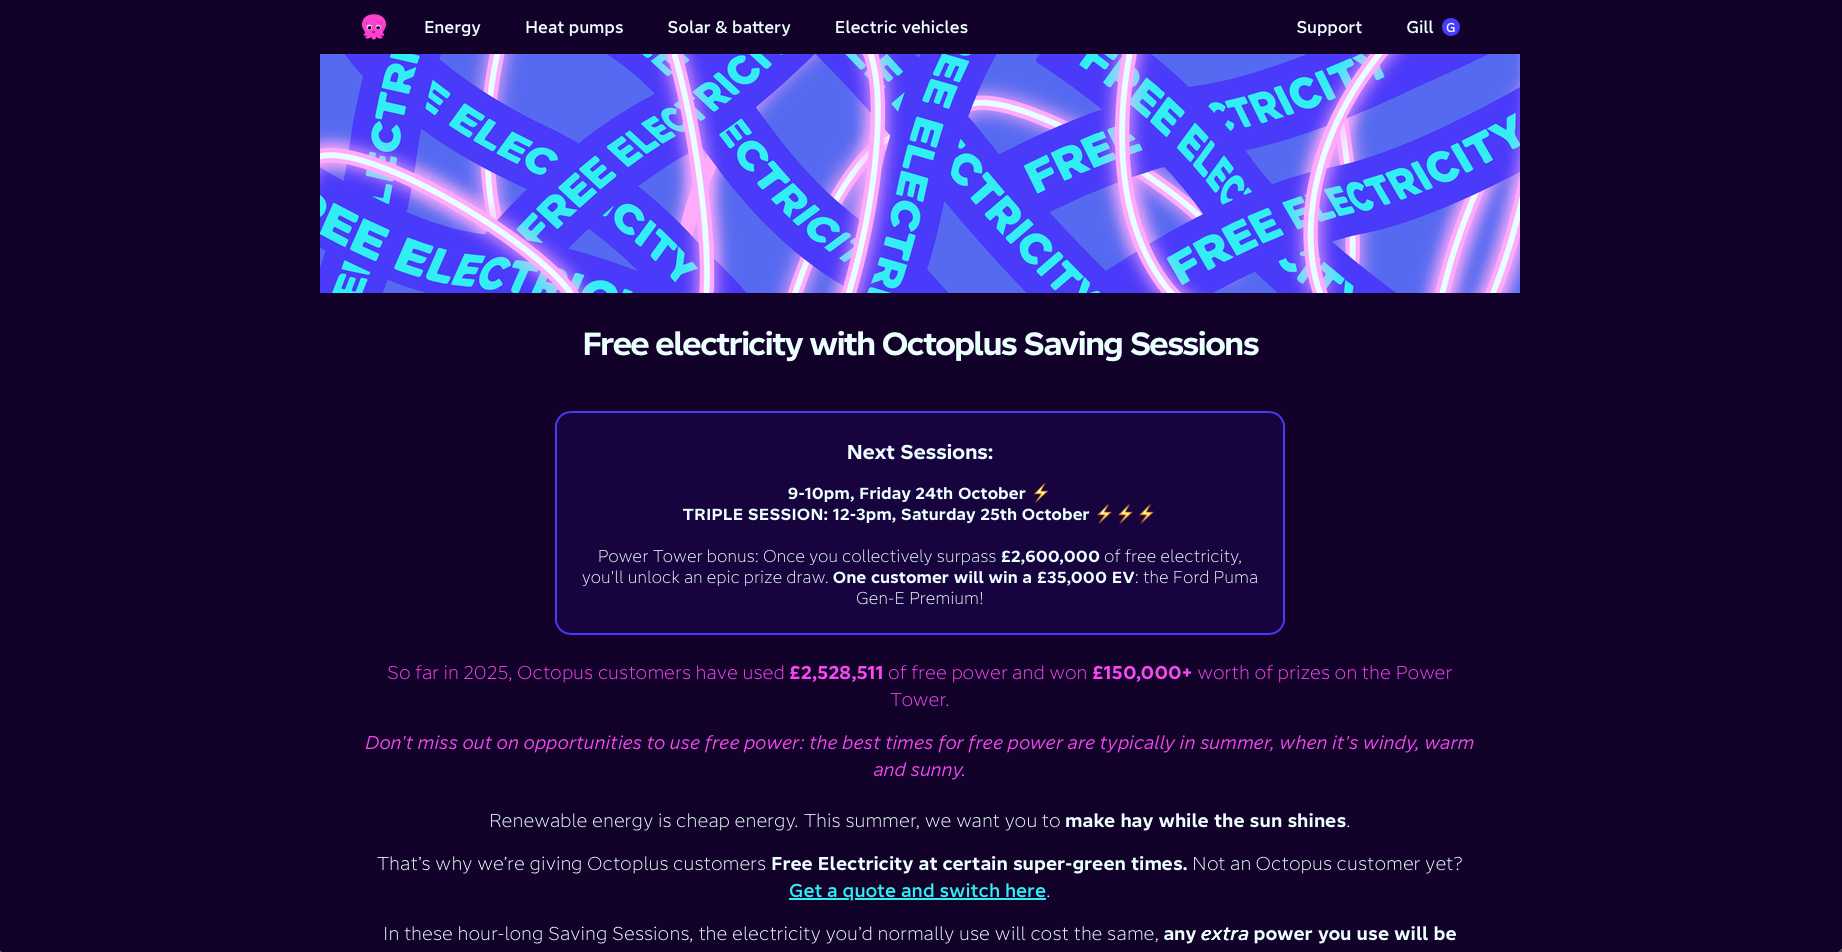 Energy Heat pumps Solar & battery Electric vehicles Support Gill G
FREE ELECTRICITY
Free electricity with Octoplus Saving Sessions
Next Sessions:
9-10pm, Friday 24th October ⚡
TRIPLE SESSION: 12-3pm, Saturday 25th October ⚡⚡⚡
Power Tower bonus: Once you collectively surpass £2,600,000 of free electricity,
you'll unlock an epic prize draw. One customer will win a £35,000 EV: the Ford Puma
Gen-E Premium!
So far in 2025, Octopus customers have used £2,528,511 of free power and won £150,000+ worth of prizes on the Power
Tower.
Don't miss out on opportunities to use free power: the best times for free power are typically in summer, when it's windy, warm
and sunny.
Renewable energy is cheap energy. This summer, we want you to make hay while the sun shines.
That’s why we’re giving Octoplus customers Free Electricity at certain super-green times. Not an Octopus customer yet?
Get a quote and switch here.
In these hour-long Saving Sessions, the electricity you’d normally use will cost the same, any extra power you use will be